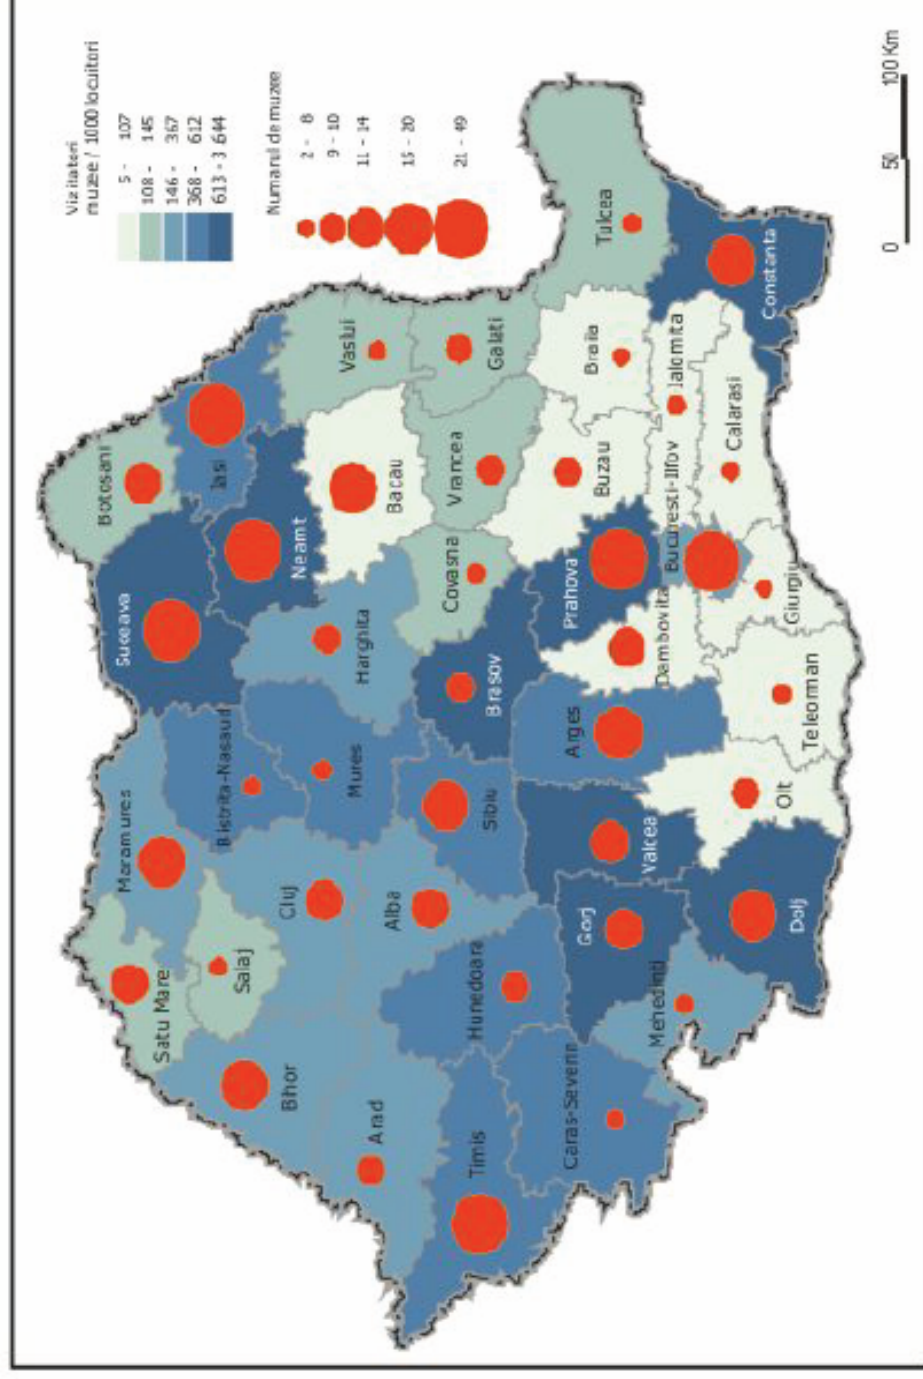 Vizitatori
muzee / 1000 locuitori
5 - 107
108 - 145
146 - 367
368 - 612
613 - 3 644
Numarul de muzee
2 - 8
9 - 10
11 - 14
15 - 20
21 - 49
Botosani
Suceava
Iasi
Maramures
Satu Mare
Bistrita-Nasaud
Neamt
Salaj
Cluj
Bihor
Vaslui
Harghita
Mures
Bacau
Alba
Arad
Covasna
Vrancea
Galati
Brasov
Sibiu
Hunedoara
Timis
Caras-Severin
Tulcea
Braila
Buzau
Prahova
Arges
Valcea
Gorj
Mehedinti
Dambovita
Bucuresti-Ilfov
Ialomita
Calarasi
Constanta
Giurgiu
Teleorman
Olt
Dolj
0 50 100 Km